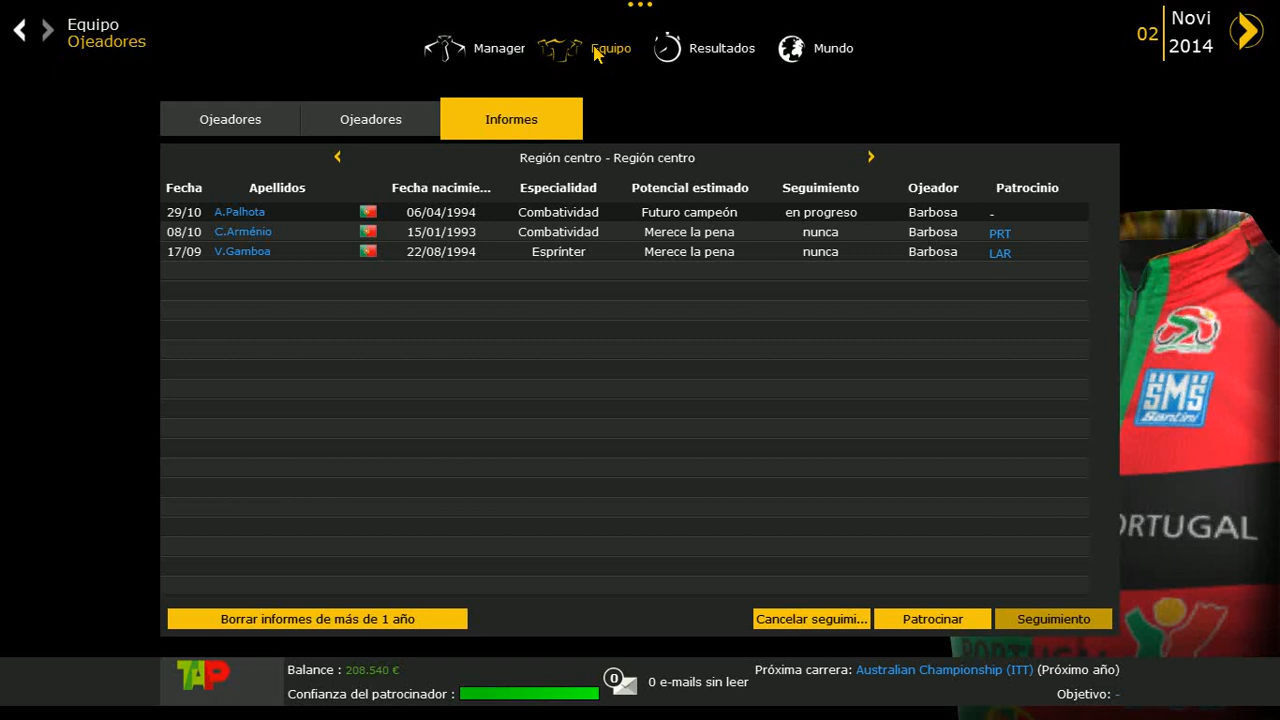 Equipo
Ojeadores
Manager Equipo Resultados Mundo
02 Novi 2014
Ojeadores Ojeadores Informes
Región centro - Región centro
Fecha Apellidos Fecha nacimie... Especialidad Potencial estimado Seguimiento Ojeador Patrocinio
29/10 A.Palhota 06/04/1994 Combatividad Futuro campeón en progreso Barbosa -
08/10 C.Arménio 15/01/1993 Combatividad Merece la pena nunca Barbosa PRT
17/09 V.Gamboa 22/08/1994 Esprínter Merece la pena nunca Barbosa LAR
SMS
Santini
ORTUGAL
Borrar informes de más de 1 año Cancelar seguimi... Patrocinar Seguimiento
TAP
Balance : 208.540 €
Confianza del patrocinador :
0 0 e-mails sin leer
Próxima carrera: Australian Championship (ITT) (Próximo año)
Objetivo: -